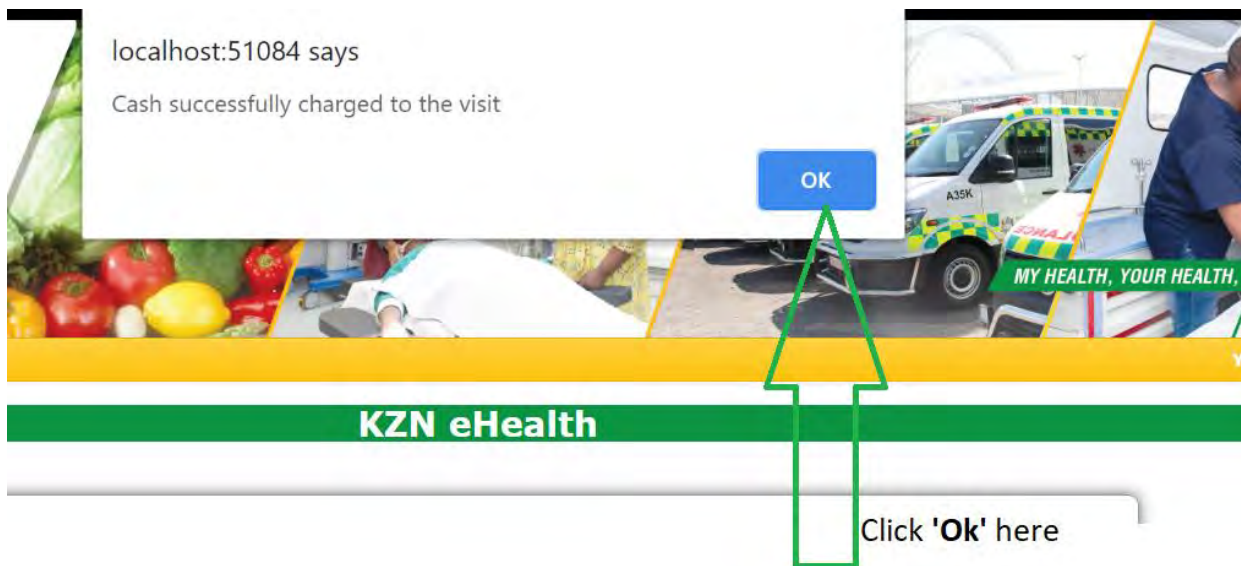 localhost:51084 says
Cash successfully charged to the visit
OK
A35K
MY HEALTH, YOUR HEALTH,
KZN eHealth
Click 'Ok' here